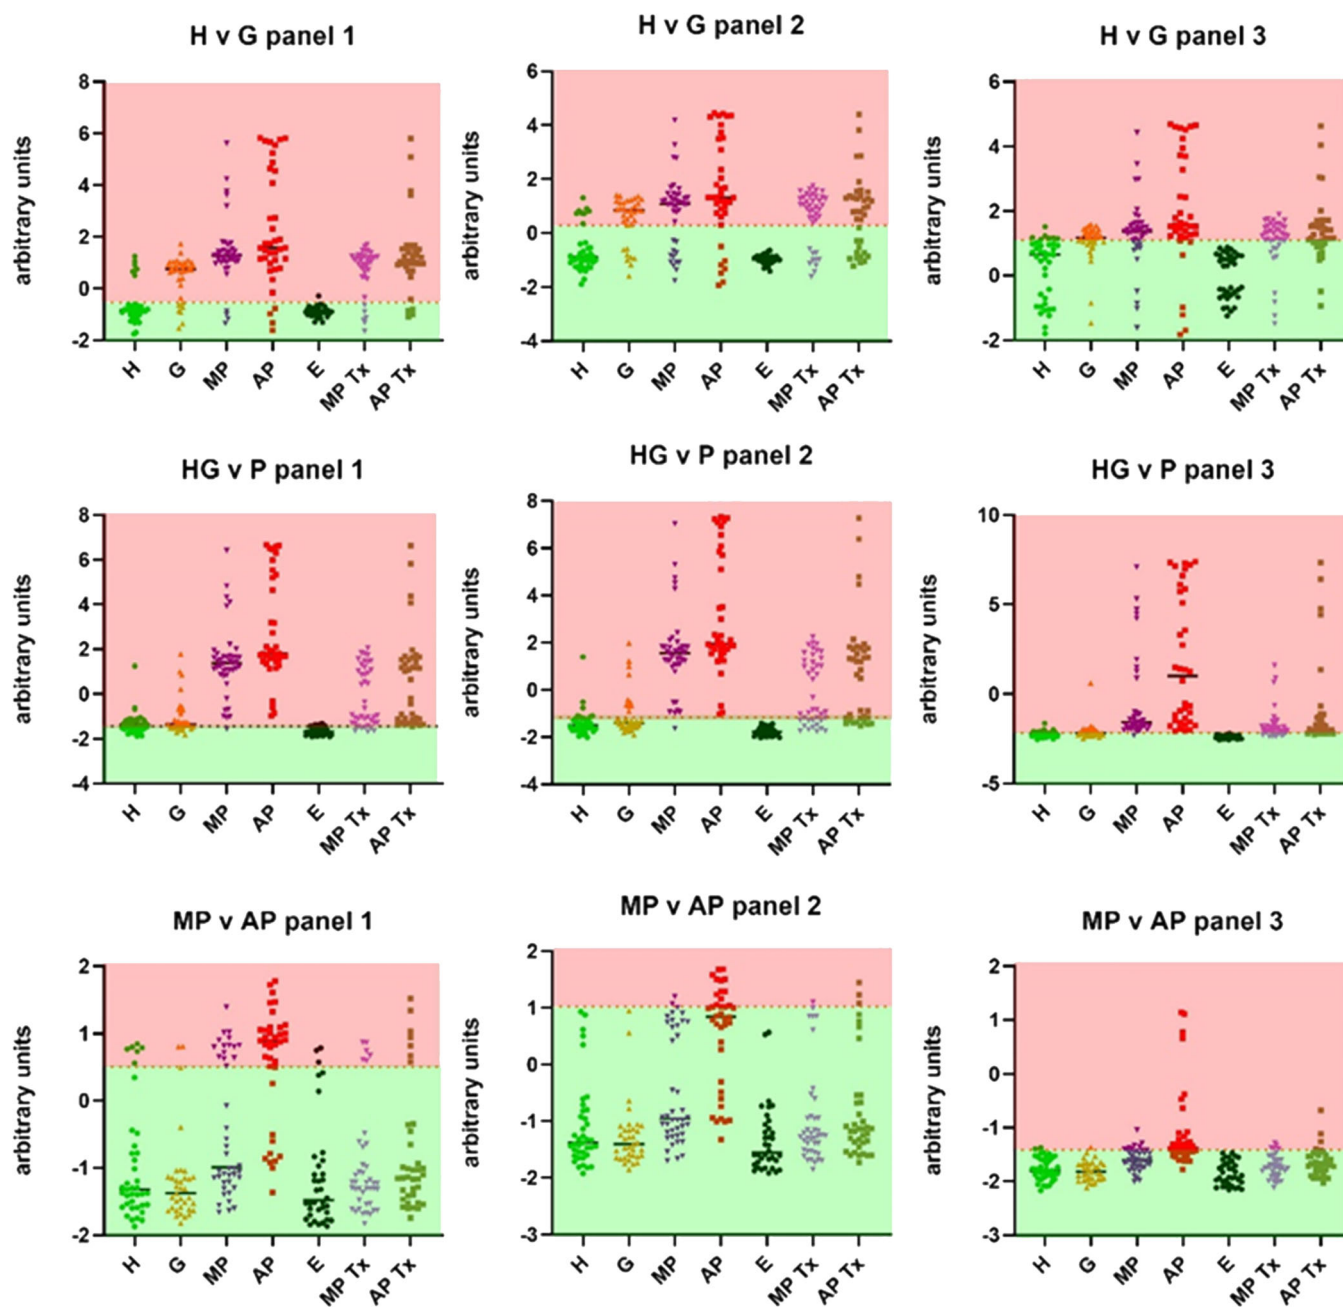 H v G panel 1
arbitrary units
8
6
4
2
0
-2
H G MP AP E MP Tx AP Tx
H v G panel 2
arbitrary units
6
4
2
0
-2
-4
H G MP AP E MP Tx AP Tx
H v G panel 3
arbitrary units
6
4
2
0
-2
H G MP AP E MP Tx AP Tx
HG v P panel 1
arbitrary units
8
6
4
2
0
-2
-4
H G MP AP E MP Tx AP Tx
HG v P panel 2
arbitrary units
8
6
4
2
0
-2
-4
H G MP AP E MP Tx AP Tx
HG v P panel 3
arbitrary units
10
5
0
-5
H G MP AP E MP Tx AP Tx
MP v AP panel 1
arbitrary units
2
1
0
-1
-2
H G MP AP E MP Tx AP Tx
MP v AP panel 2
arbitrary units
2
1
0
-1
-2
-3
H G MP AP E MP Tx AP Tx
MP v AP panel 3
arbitrary units
2
1
0
-1
-2
-3
H G MP AP E MP Tx AP Tx